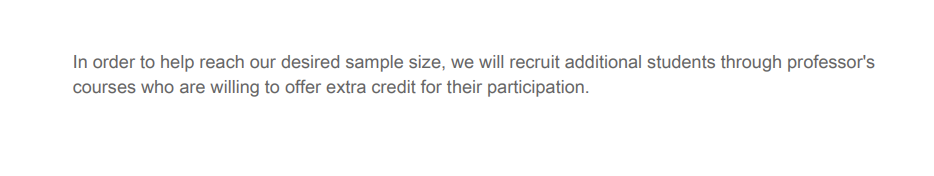 In order to help reach our desired sample size, we will recruit additional students through professor's
courses who are willing to offer extra credit for their participation.